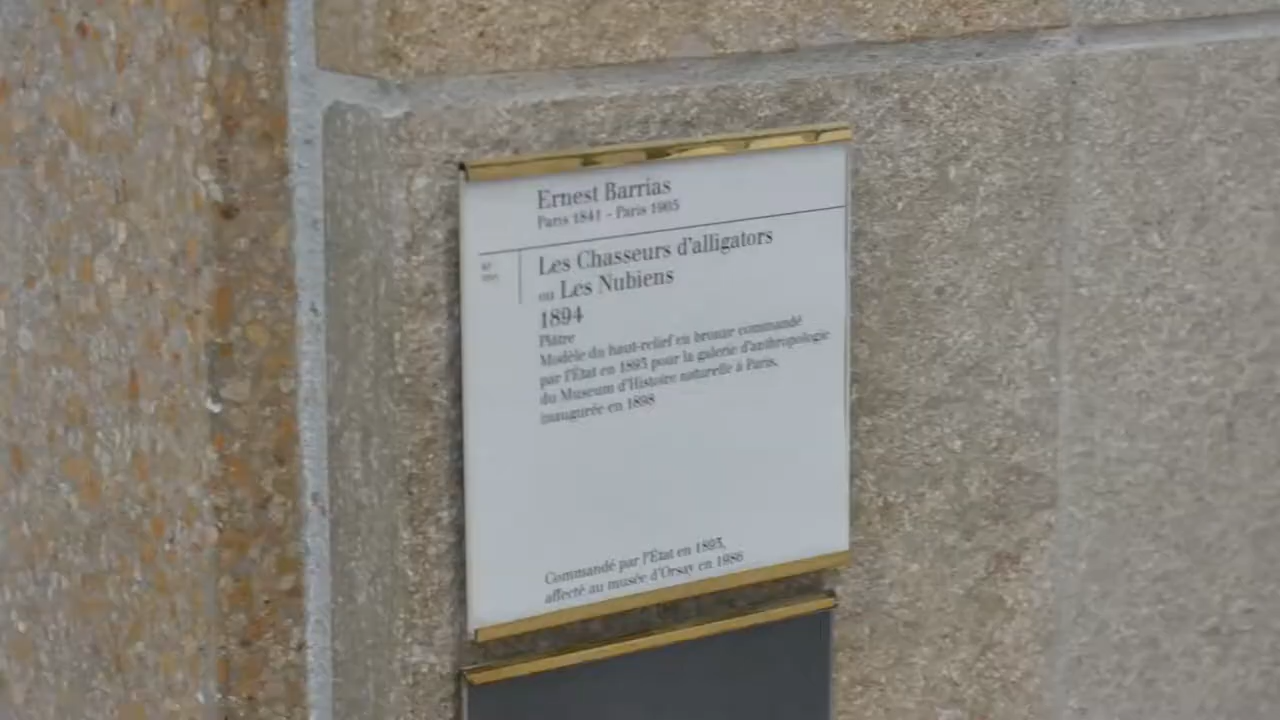 Ernest Barrias
Paris 1841 - Paris 1905
Les Chasseurs d'alligators
ou Les Nubiens
1894
Plâtre
Modèle du haut-relief en bronze commandé
par l'État en 1893 pour la galerie d'anthropologie
du Museum d'Histoire naturelle à Paris,
inaugurée en 1898
Commandé par l'État en 1893,
affecté au musée d'Orsay en 1986